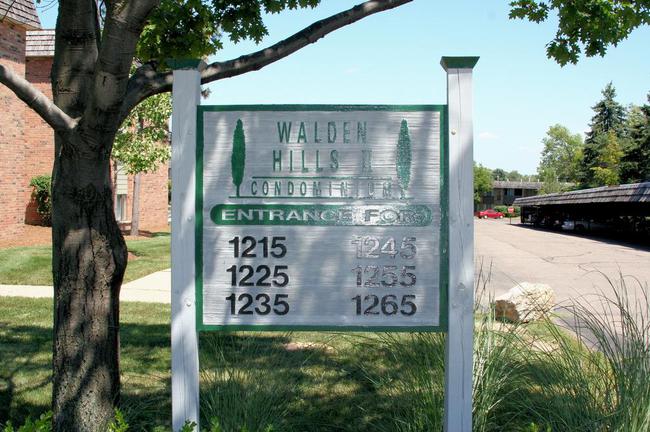 WALDEN
HILLS II
CONDOMINIUMS
ENTRANCE FOR
1215 1245
1225 1255
1235 1265